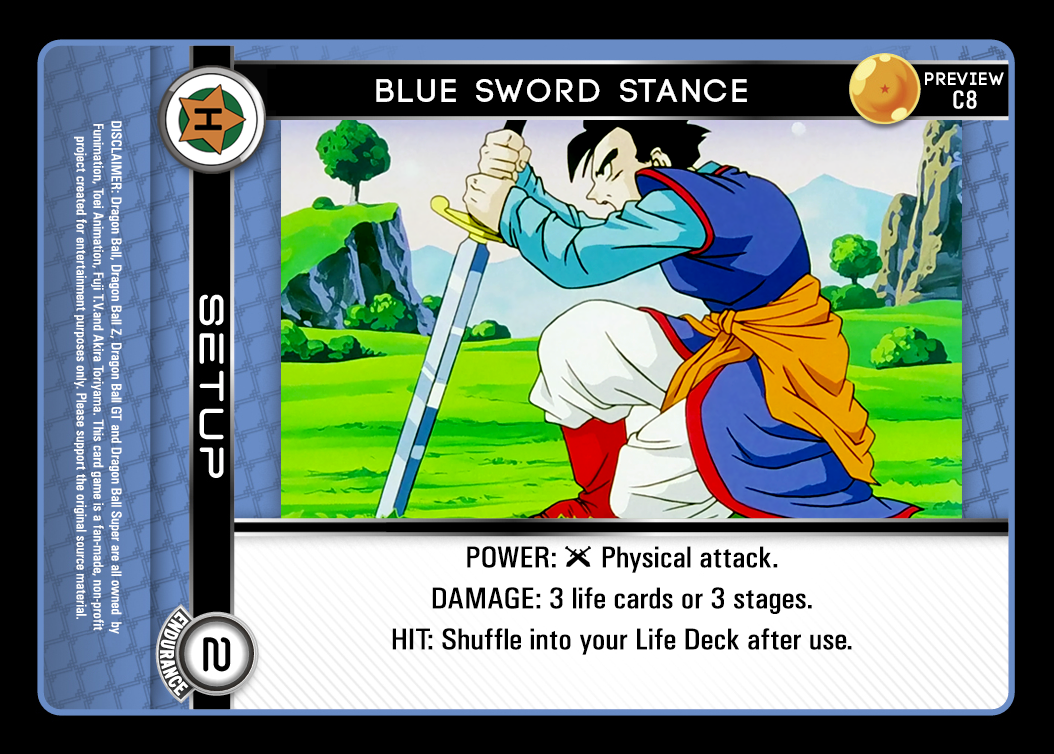 BLUE SWORD STANCE
PREVIEW
C8
H
SETUP
POWER: Physical attack.
DAMAGE: 3 life cards or 3 stages.
HIT: Shuffle into your Life Deck after use.
ENDURANCE
2
DISCLAIMER: Dragon Ball, Dragon Ball Z, Dragon Ball GT and Dragon Ball Super are all owned by
Funimation, Toei Animation, Fuji T.V.and Akira Toriyama. This card game is a fan-made, non-profit
project created for entertainment purposes only. Please support the original source material.